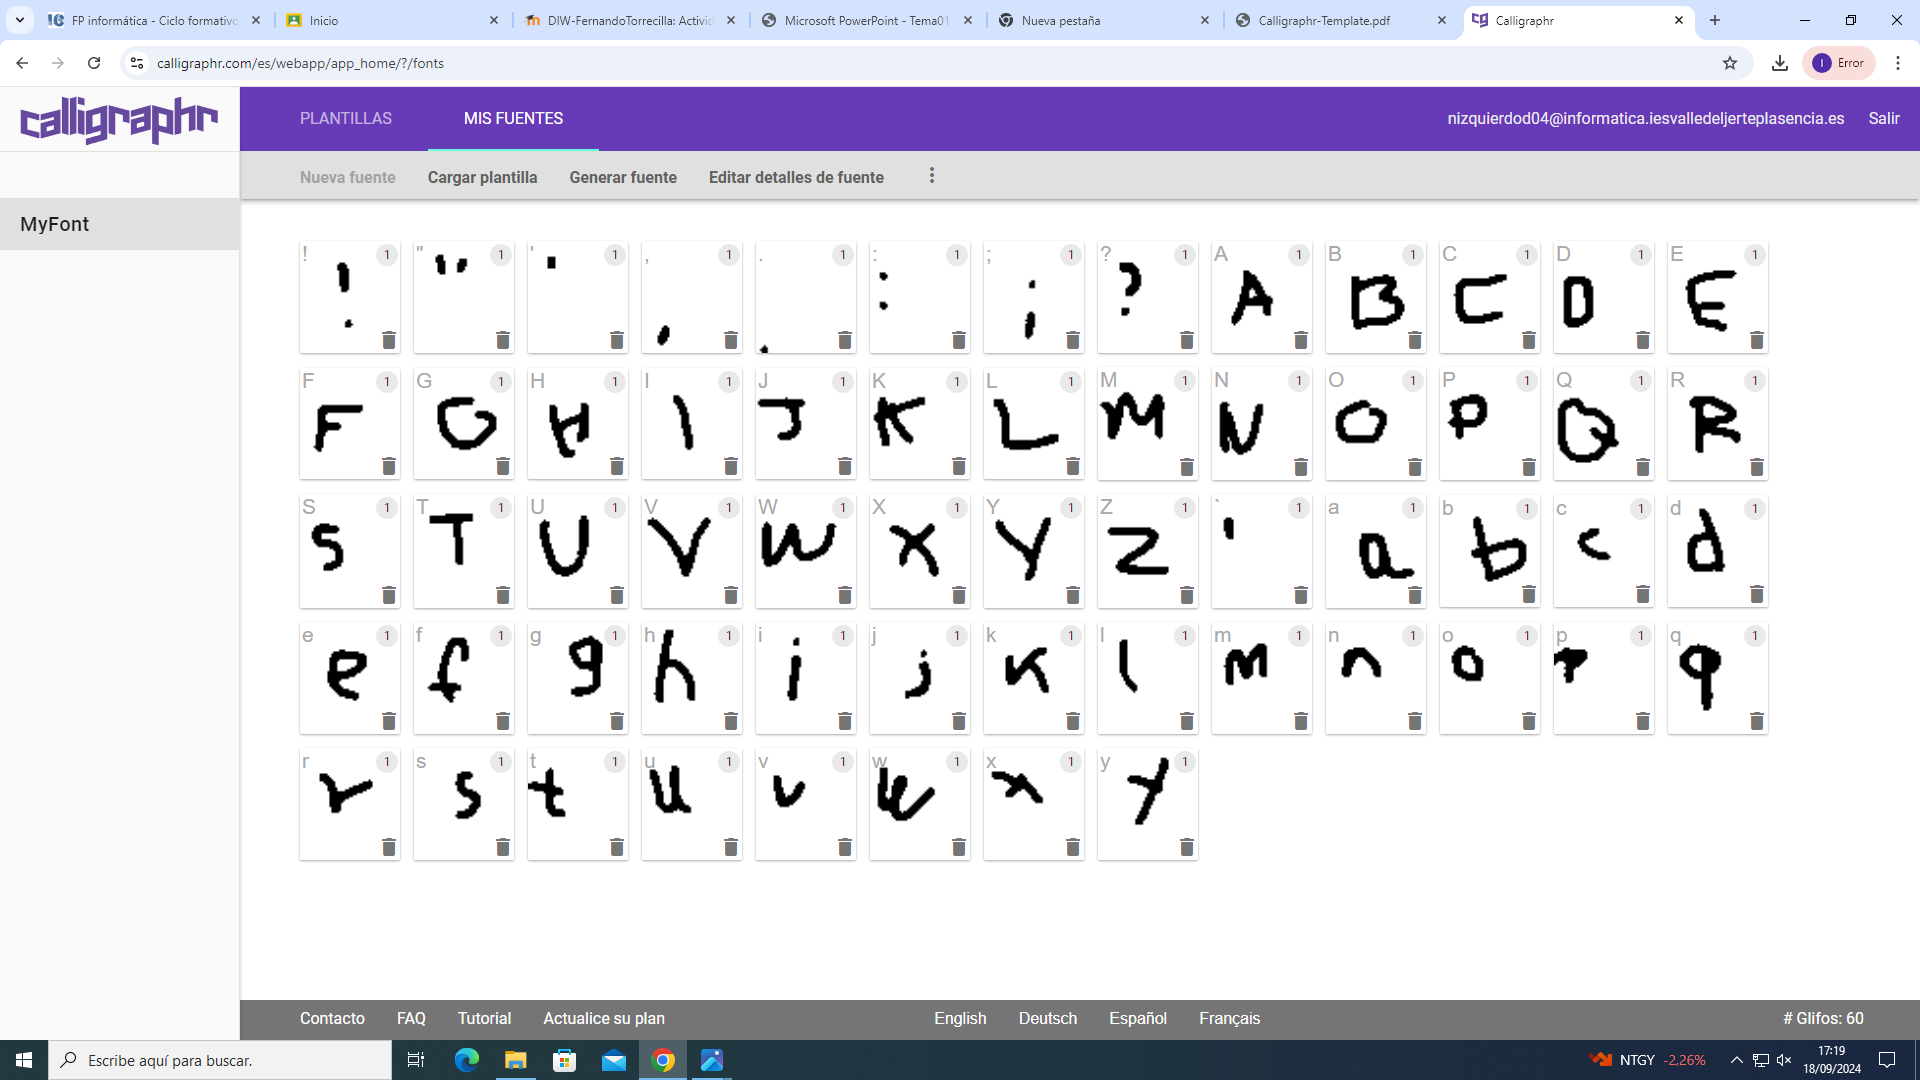 FP informática - Ciclo formativo
Inicio
DIW-FernandoTorrecilla: Activid
Microsoft PowerPoint - Tema01
Nueva pestaña
Calligraphr-Template.pdf
Calligraphr
calligraphr.com/es/webapp/app_home/?/fonts
I Error
calligraphr
PLANTILLAS MIS FUENTES nizquierdod04@informatica.iesvalledeljerteplasencia.es Salir
Nueva fuente Cargar plantilla Generar fuente Editar detalles de fuente
MyFont
! 1 " 1 ' 1 , 1 . 1 : 1 ; 1 ? 1 A 1 B 1 C 1 D 1 E 1
! " ' , . : ; ? A B C D E
F 1 G 1 H 1 I 1 J 1 K 1 L 1 M 1 N 1 O 1 P 1 Q 1 R 1
F G H I J K L M N O P Q R
S 1 T 1 U 1 V 1 W 1 X 1 Y 1 Z 1 ` 1 a 1 b 1 c 1 d 1
S T U V W X Y Z ` a b c d
e 1 f 1 g 1 h 1 i 1 j 1 k 1 l 1 m 1 n 1 o 1 p 1 q 1
e f g h i j k l m n o p q
r 1 s 1 t 1 u 1 v 1 w 1 x 1 y 1
r s t u v w x y
Contacto FAQ Tutorial Actualice su plan English Deutsch Español Français # Glifos: 60
Escribe aquí para buscar.
NTGY -2,26%
17:19
18/09/2024